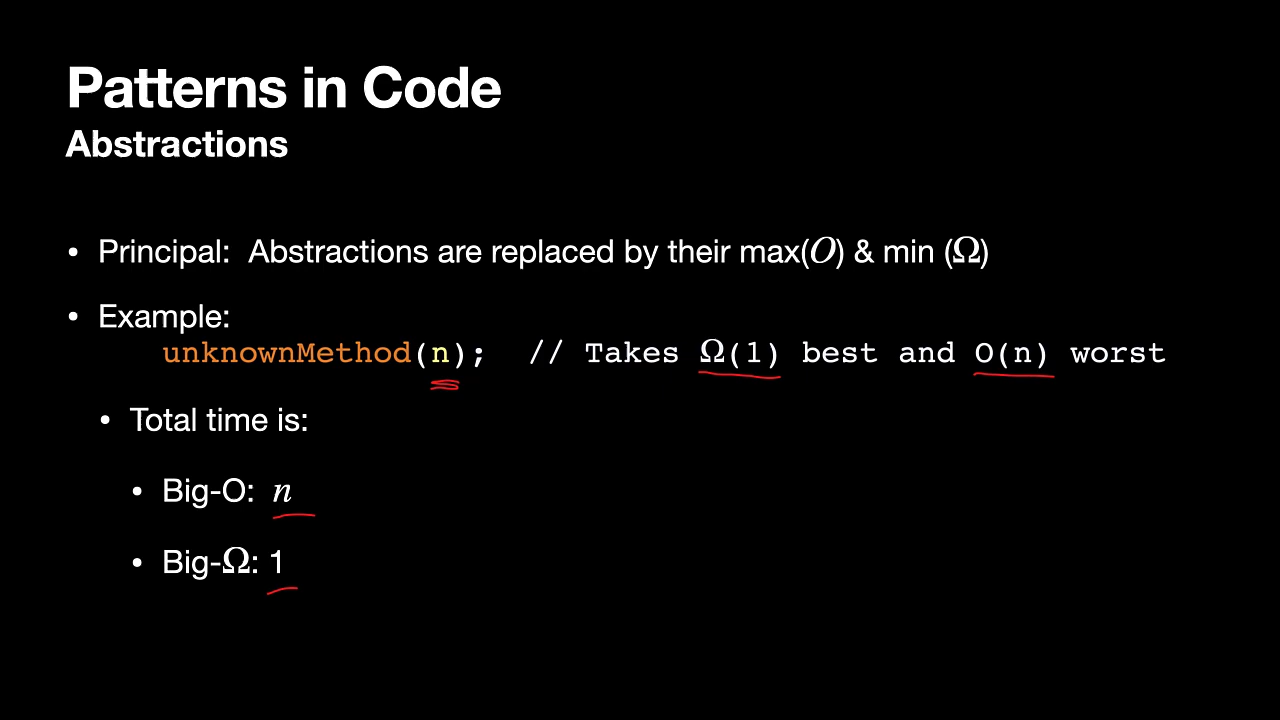 Patterns in Code
Abstractions
• Principal: Abstractions are replaced by their max(O) & min (Ω)
• Example:
unknownMethod(n); // Takes Ω(1) best and O(n) worst
• Total time is:
• Big-O: n
• Big-Ω: 1